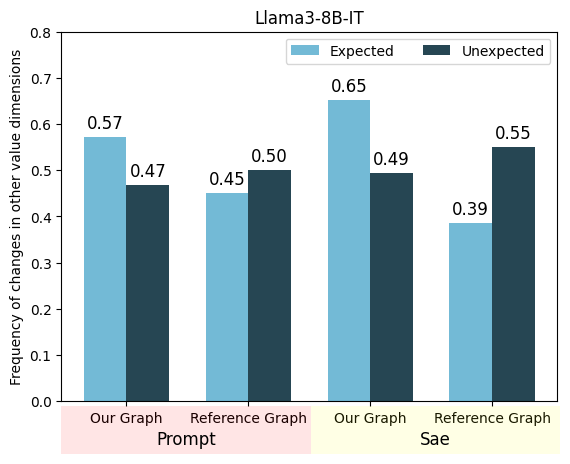 Llama3-8B-IT
Frequency of changes in other value dimensions
0.8
0.7
0.6
0.5
0.4
0.3
0.2
0.1
0.0
Expected Unexpected
0.57 0.47 0.45 0.50 0.65 0.49 0.39 0.55
Our Graph Reference Graph Our Graph Reference Graph
Prompt Sae